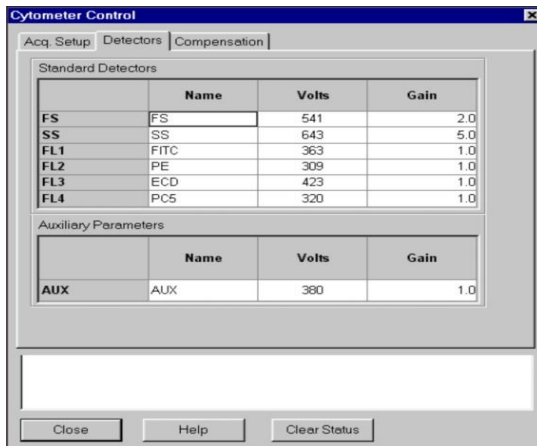 Cytometer Control
Acq. Setup Detectors Compensation
Standard Detectors
Name Volts Gain
FS FS 541 2.0
SS SS 643 5.0
FL1 FITC 363 1.0
FL2 PE 309 1.0
FL3 ECD 423 1.0
FL4 PC5 320 1.0
Auxiliary Parameters
Name Volts Gain
AUX AUX 380 1.0
Close Help Clear Status